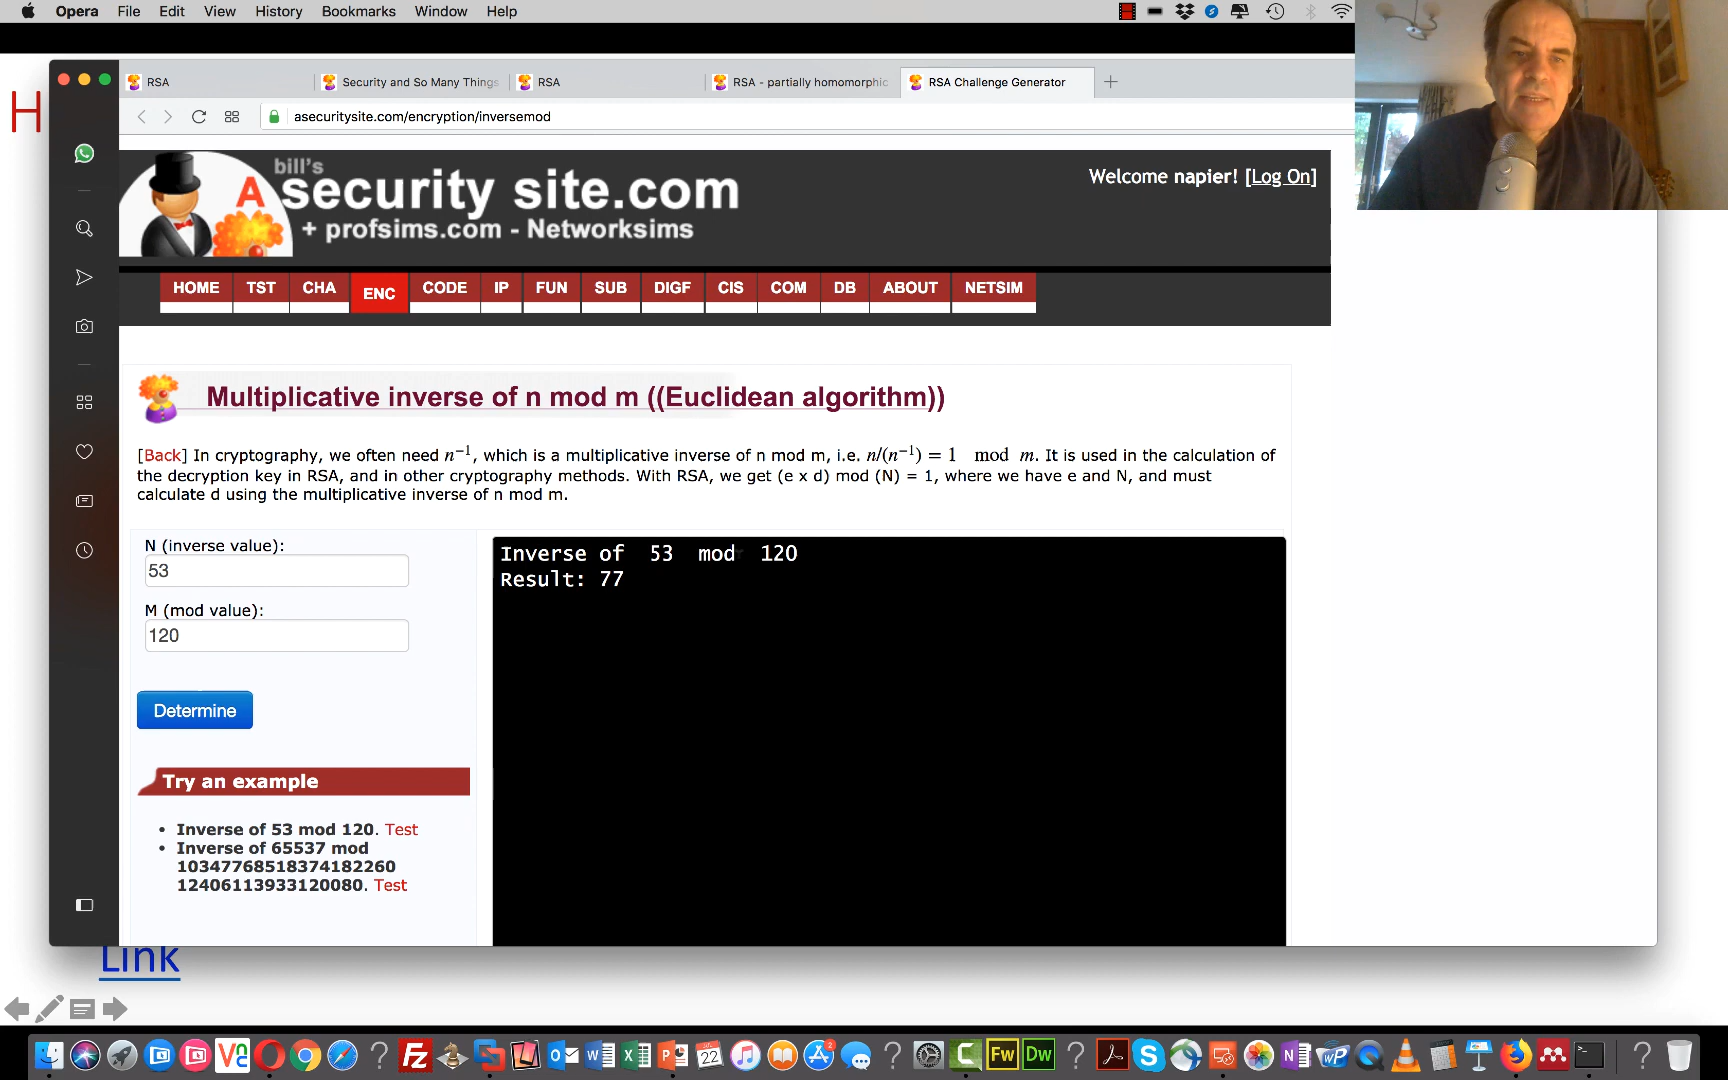 Opera File Edit View History Bookmarks Window Help
H
RSA
Security and So Many Things
RSA
RSA - partially homomorphic
RSA Challenge Generator
asecuritysite.com/encryption/inversemod
bill's
A security site.com
+ profsims.com - Networksims
Welcome napier! [Log On]
HOME TST CHA ENC CODE IP FUN SUB DIGF CIS COM DB ABOUT NETSIM
Multiplicative inverse of n mod m ((Euclidean algorithm))
[Back] In cryptography, we often need n⁻¹, which is a multiplicative inverse of n mod m, i.e. n/(n⁻¹) = 1 mod m. It is used in the calculation of
the decryption key in RSA, and in other cryptography methods. With RSA, we get (e x d) mod (N) = 1, where we have e and N, and must
calculate d using the multiplicative inverse of n mod m.
N (inverse value):
53
M (mod value):
120
Determine
Inverse of 53 mod 120
Result: 77
Try an example
• Inverse of 53 mod 120. Test
• Inverse of 65537 mod
10347768518374182260
12406113933120080. Test
Link